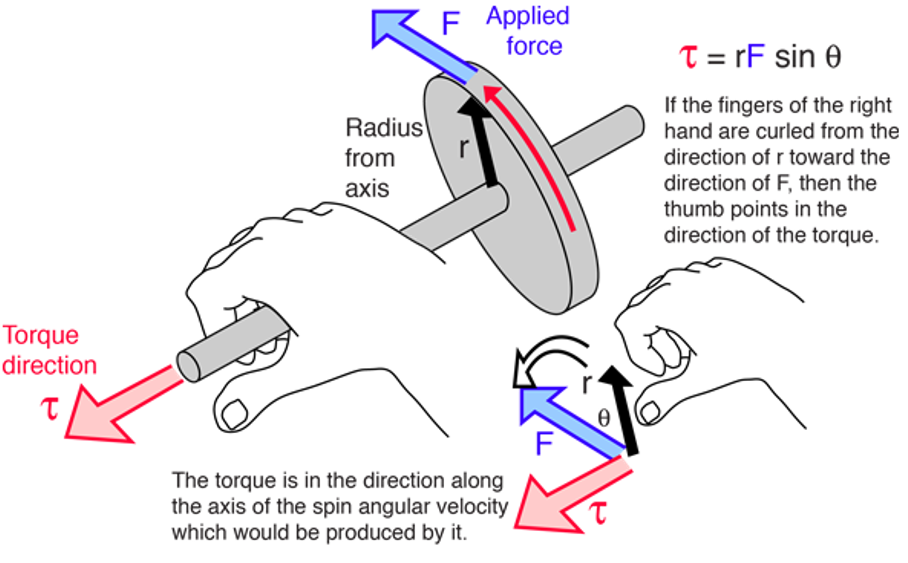 F
Applied
force
τ = rF sin θ
If the fingers of the right
hand are curled from the
direction of r toward the
direction of F, then the
thumb points in the
direction of the torque.
Radius
from
axis
r
Torque
direction
τ
r
θ
F
τ
The torque is in the direction along
the axis of the spin angular velocity
which would be produced by it.